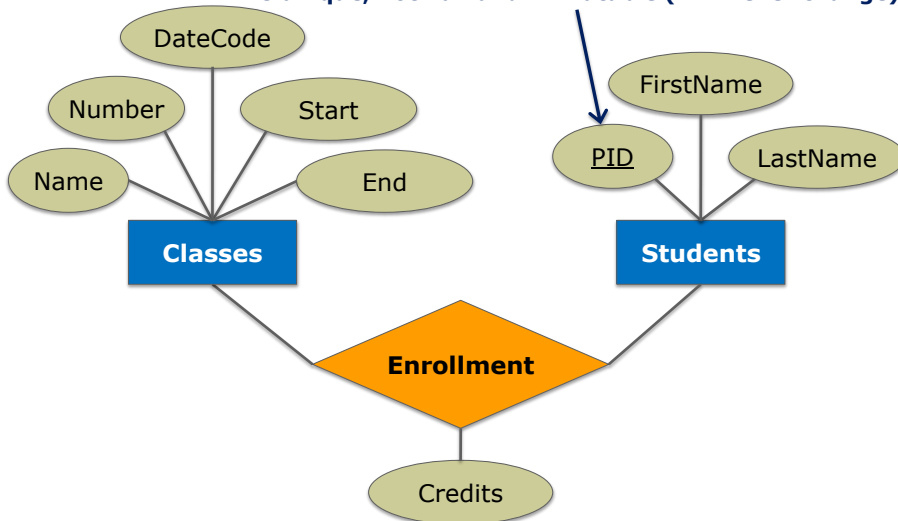 DateCode
FirstName
Number
Start
PID
LastName
Name
End
Classes
Students
Enrollment
Credits